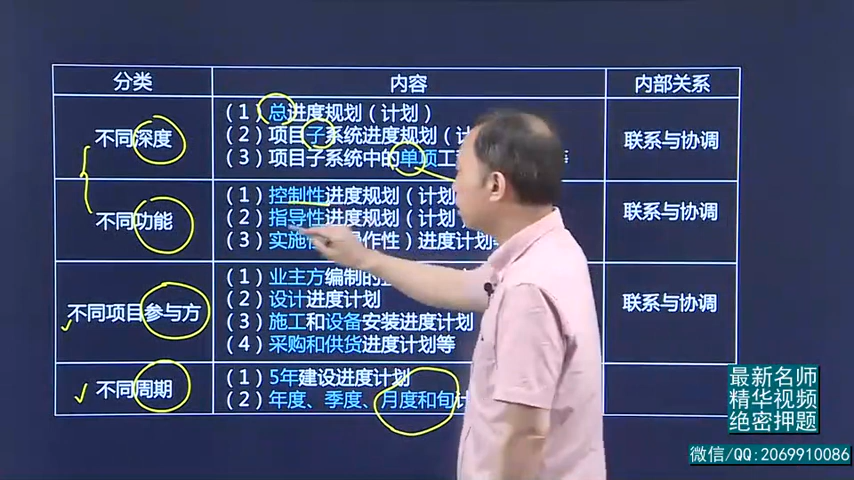 分类 内容 内部关系
不同深度
（1）总进度规划（计划）
（2）项目子系统进度规划（计
（3）项目子系统中的单项工
联系与协调
不同功能
（1）控制性进度规划（计划
（2）指导性进度规划（计划
（3）实施性 操作性）进度计划等
联系与协调
不同项目参与方
（1）业主方编制的
（2）设计进度计划
（3）施工和设备安装进度计划
（4）采购和供货进度计划等
联系与协调
不同周期
（1）5年建设进度计划
（2）年度、季度、月度和旬计
最新名师
精华视频
绝密押题
微信/QQ:2069910086